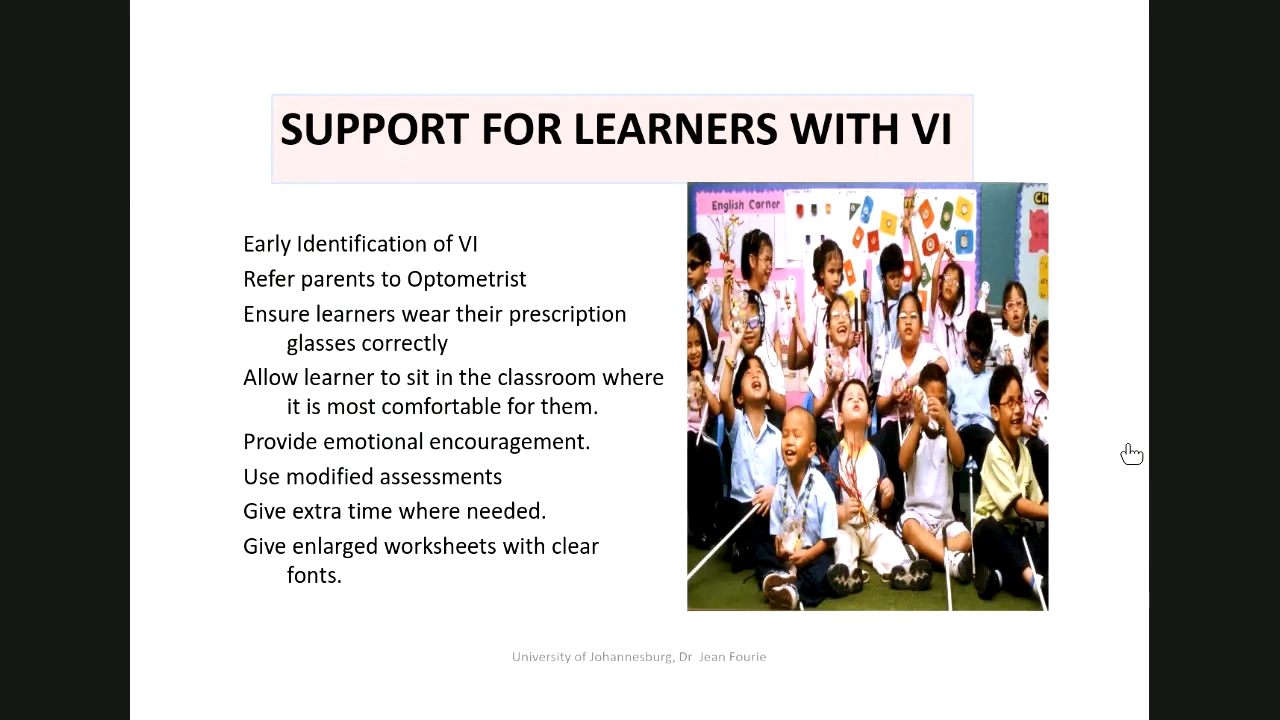 SUPPORT FOR LEARNERS WITH VI
Early Identification of VI
Refer parents to Optometrist
Ensure learners wear their prescription
glasses correctly
Allow learner to sit in the classroom where
it is most comfortable for them.
Provide emotional encouragement.
Use modified assessments
Give extra time where needed.
Give enlarged worksheets with clear
fonts.
English Corner
Ch
University of Johannesburg, Dr Jean Fourie